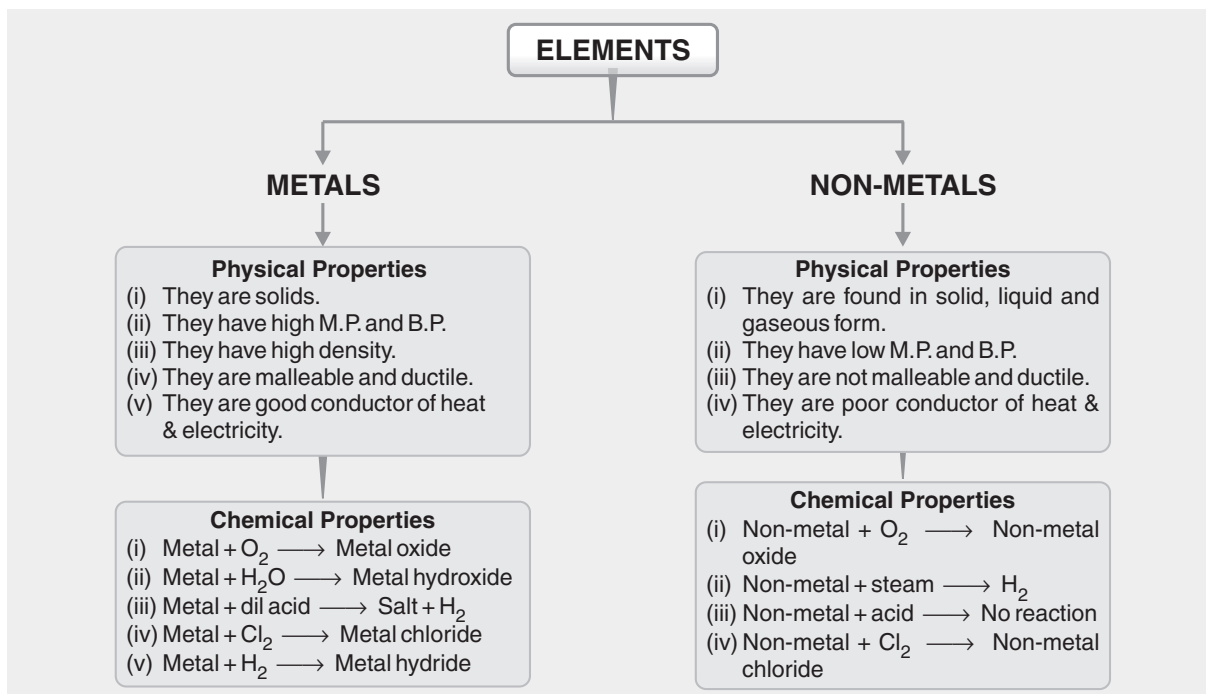 ELEMENTS
METALS
Physical Properties
(i) They are solids.
(ii) They have high M.P. and B.P.
(iii) They have high density.
(iv) They are malleable and ductile.
(v) They are good conductor of heat
& electricity.
Chemical Properties
(i) Metal + O₂ ⟶ Metal oxide
(ii) Metal + H₂O ⟶ Metal hydroxide
(iii) Metal + dil acid ⟶ Salt + H₂
(iv) Metal + Cl₂ ⟶ Metal chloride
(v) Metal + H₂ ⟶ Metal hydride
NON-METALS
Physical Properties
(i) They are found in solid, liquid and
gaseous form.
(ii) They have low M.P. and B.P.
(iii) They are not malleable and ductile.
(iv) They are poor conductor of heat &
electricity.
Chemical Properties
(i) Non-metal + O₂ ⟶ Non-metal
oxide
(ii) Non-metal + steam ⟶ H₂
(iii) Non-metal + acid ⟶ No reaction
(iv) Non-metal + Cl₂ ⟶ Non-metal
chloride